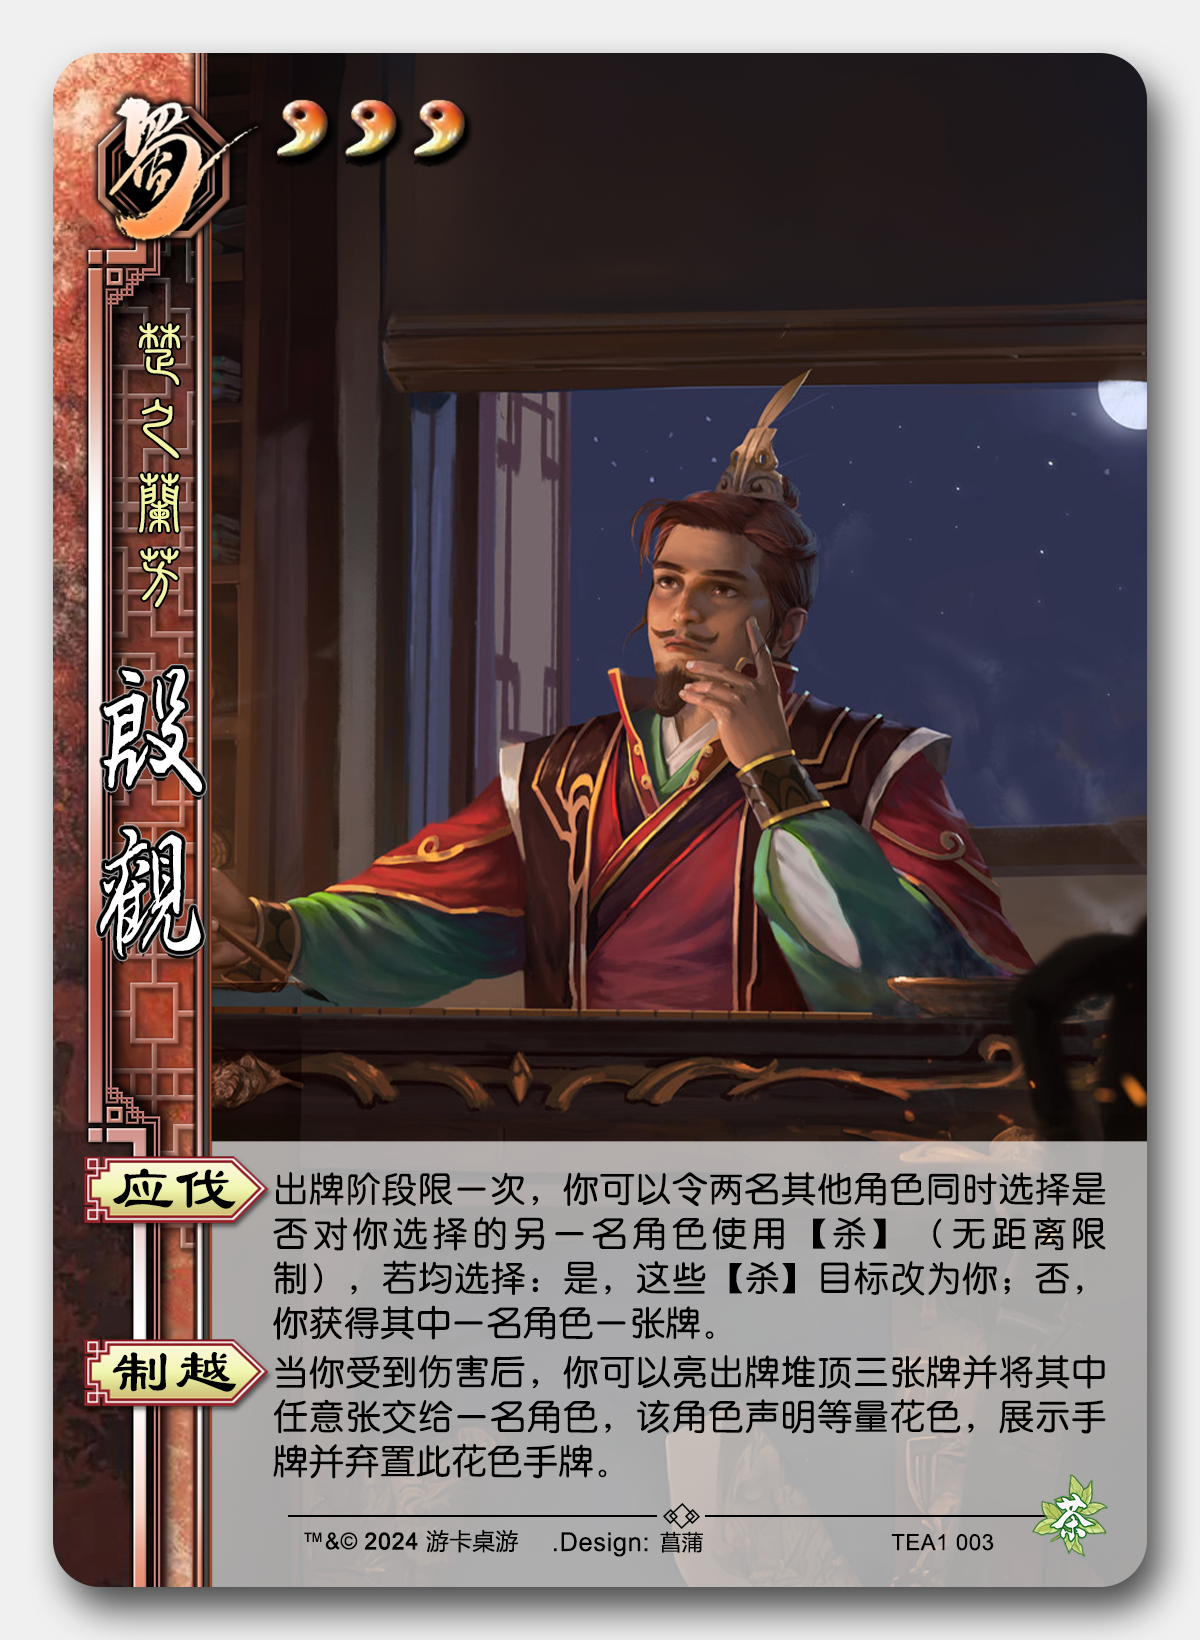 蜀
楚之蘭芳
殷觀
应伐
出牌阶段限一次，你可以令两名其他角色同时选择是
否对你选择的另一名角色使用【杀】（无距离限
制），若均选择：是，这些【杀】目标改为你；否，
你获得其中一名角色一张牌。
制越
当你受到伤害后，你可以亮出牌堆顶三张牌并将其中
任意张交给一名角色，该角色声明等量花色，展示手
牌并弃置此花色手牌。
™&© 2024 游卡桌游 .Design: 菖蒲 TEA1 003
茶